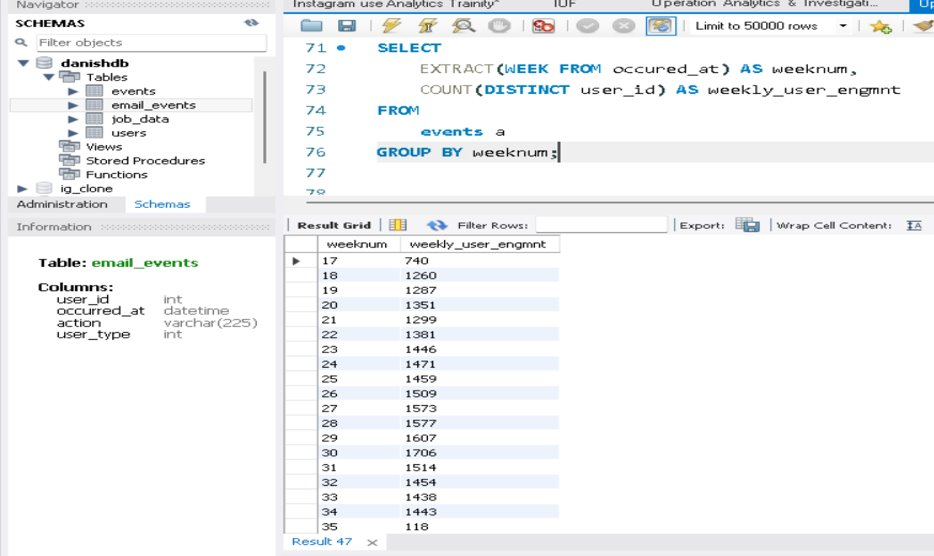 Navigator
SCHEMAS
Filter objects
danishdb
Tables
events
email_events
job_data
users
Views
Stored Procedures
Functions
ig_clone
Administration Schemas
Information
Table: email_events
Columns:
user_id int
occurred_at datetime
action varchar(225)
user_type int
Instagram use Analytics Trainity* IUF Operation Analytics & Investigati... Op
Limit to 50000 rows
71 SELECT
72 EXTRACT(WEEK FROM occured_at) AS weeknum,
73 COUNT(DISTINCT user_id) AS weekly_user_engmnt
74 FROM
75 events a
76 GROUP BY weeknum;
77
78
Result Grid Filter Rows: Export: Wrap Cell Content: IA
weeknum weekly_user_engmnt
17 740
18 1260
19 1287
20 1351
21 1299
22 1381
23 1446
24 1471
25 1459
26 1509
27 1573
28 1577
29 1607
30 1706
31 1514
32 1454
33 1438
34 1443
35 118
Result 47 ×